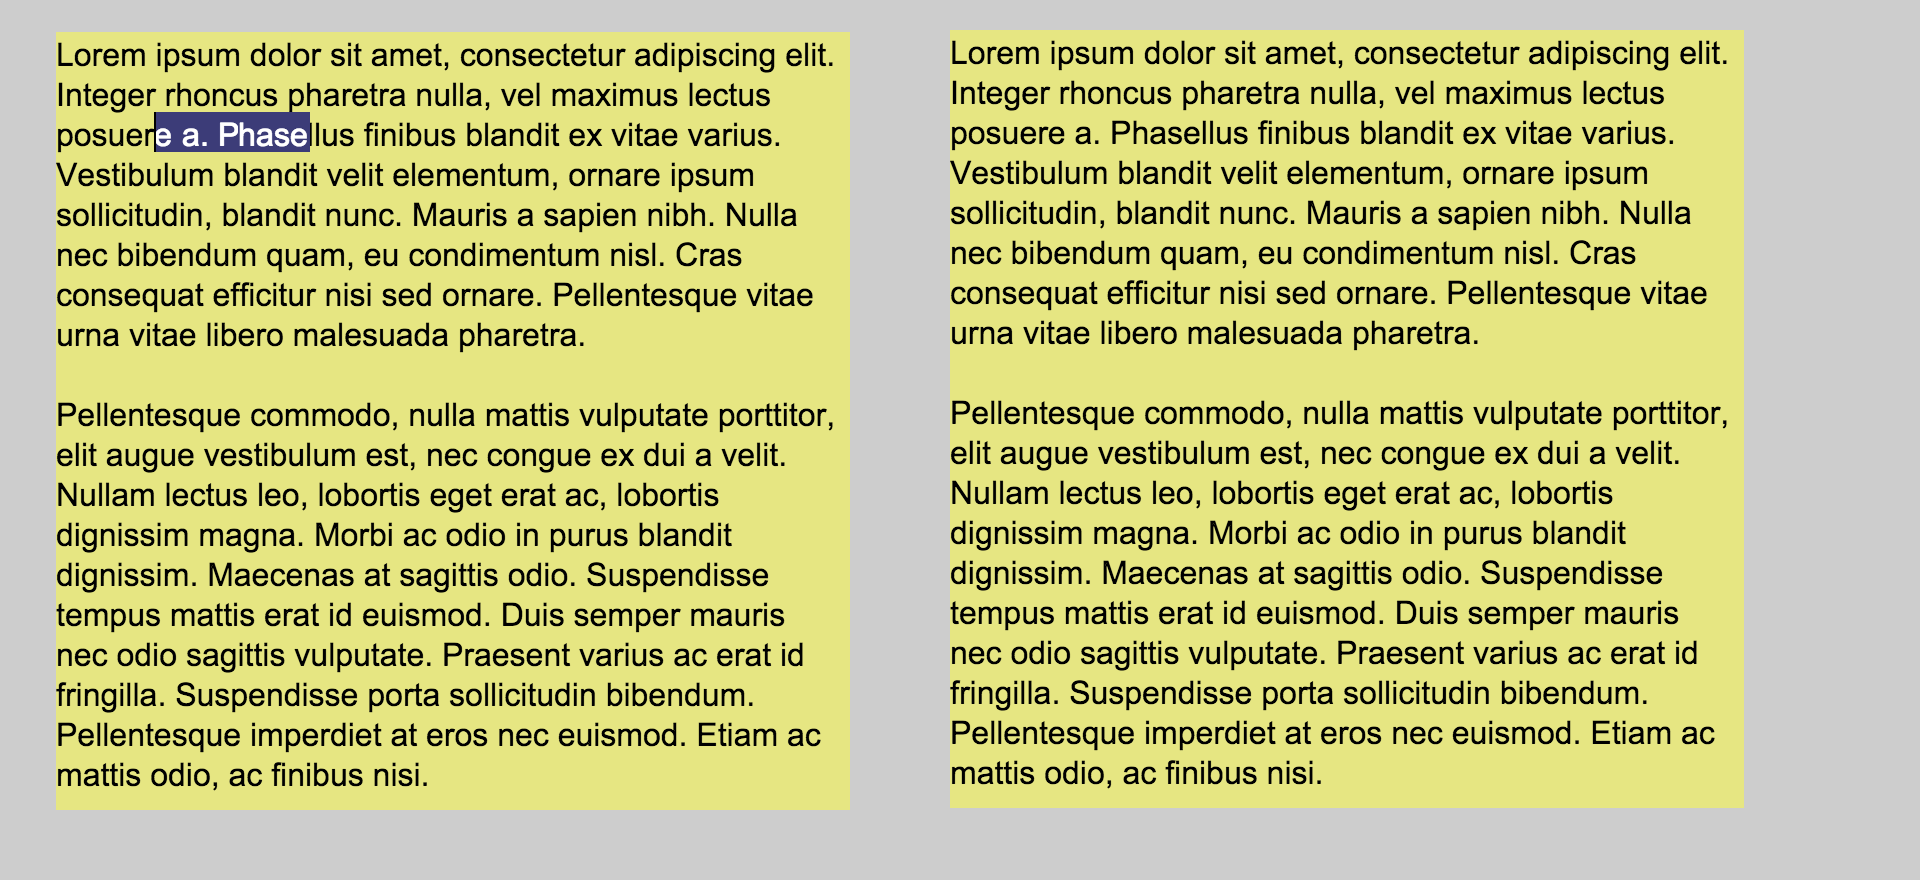 Lorem ipsum dolor sit amet, consectetur adipiscing elit.
Integer rhoncus pharetra nulla, vel maximus lectus
posuere a. Phasellus finibus blandit ex vitae varius.
Vestibulum blandit velit elementum, ornare ipsum
sollicitudin, blandit nunc. Mauris a sapien nibh. Nulla
nec bibendum quam, eu condimentum nisl. Cras
consequat efficitur nisi sed ornare. Pellentesque vitae
urna vitae libero malesuada pharetra.
Pellentesque commodo, nulla mattis vulputate porttitor,
elit augue vestibulum est, nec congue ex dui a velit.
Nullam lectus leo, lobortis eget erat ac, lobortis
dignissim magna. Morbi ac odio in purus blandit
dignissim. Maecenas at sagittis odio. Suspendisse
tempus mattis erat id euismod. Duis semper mauris
nec odio sagittis vulputate. Praesent varius ac erat id
fringilla. Suspendisse porta sollicitudin bibendum.
Pellentesque imperdiet at eros nec euismod. Etiam ac
mattis odio, ac finibus nisi.
Lorem ipsum dolor sit amet, consectetur adipiscing elit.
Integer rhoncus pharetra nulla, vel maximus lectus
posuere a. Phasellus finibus blandit ex vitae varius.
Vestibulum blandit velit elementum, ornare ipsum
sollicitudin, blandit nunc. Mauris a sapien nibh. Nulla
nec bibendum quam, eu condimentum nisl. Cras
consequat efficitur nisi sed ornare. Pellentesque vitae
urna vitae libero malesuada pharetra.
Pellentesque commodo, nulla mattis vulputate porttitor,
elit augue vestibulum est, nec congue ex dui a velit.
Nullam lectus leo, lobortis eget erat ac, lobortis
dignissim magna. Morbi ac odio in purus blandit
dignissim. Maecenas at sagittis odio. Suspendisse
tempus mattis erat id euismod. Duis semper mauris
nec odio sagittis vulputate. Praesent varius ac erat id
fringilla. Suspendisse porta sollicitudin bibendum.
Pellentesque imperdiet at eros nec euismod. Etiam ac
mattis odio, ac finibus nisi.